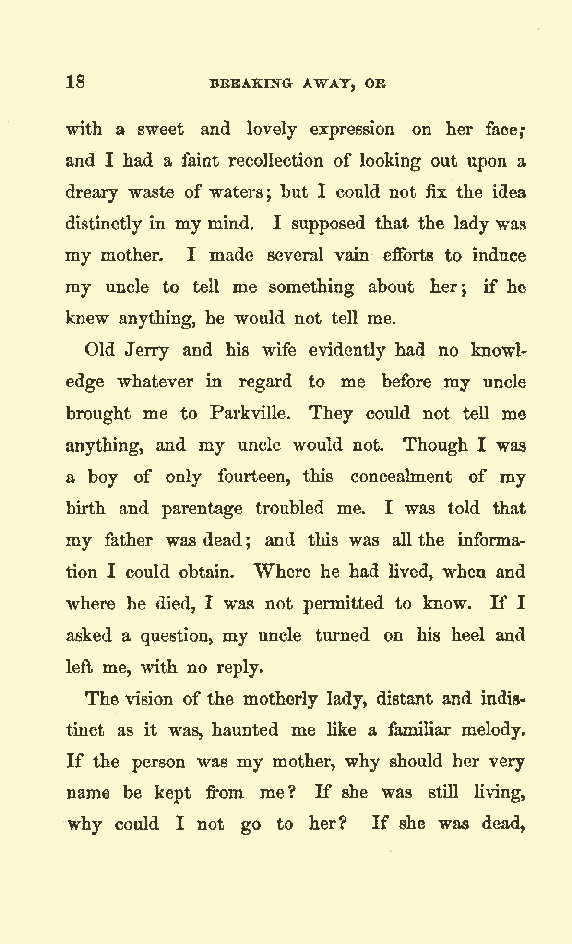 18 BREAKING AWAY, OR
with a sweet and lovely expression on her face;
and I had a faint recollection of looking out upon a
dreary waste of waters; but I could not fix the idea
distinctly in my mind. I supposed that the lady was
my mother. I made several vain efforts to induce
my uncle to tell me something about her; if he
knew anything, he would not tell me.
Old Jerry and his wife evidently had no knowl-
edge whatever in regard to me before my uncle
brought me to Parkville. They could not tell me
anything, and my uncle would not. Though I was
a boy of only fourteen, this concealment of my
birth and parentage troubled me. I was told that
my father was dead; and this was all the informa-
tion I could obtain. Where he had lived, when and
where he died, I was not permitted to know. If I
asked a question, my uncle turned on his heel and
left me, with no reply.
The vision of the motherly lady, distant and indis-
tinct as it was, haunted me like a familiar melody.
If the person was my mother, why should her very
name be kept from me? If she was still living,
why could I not go to her? If she was dead,